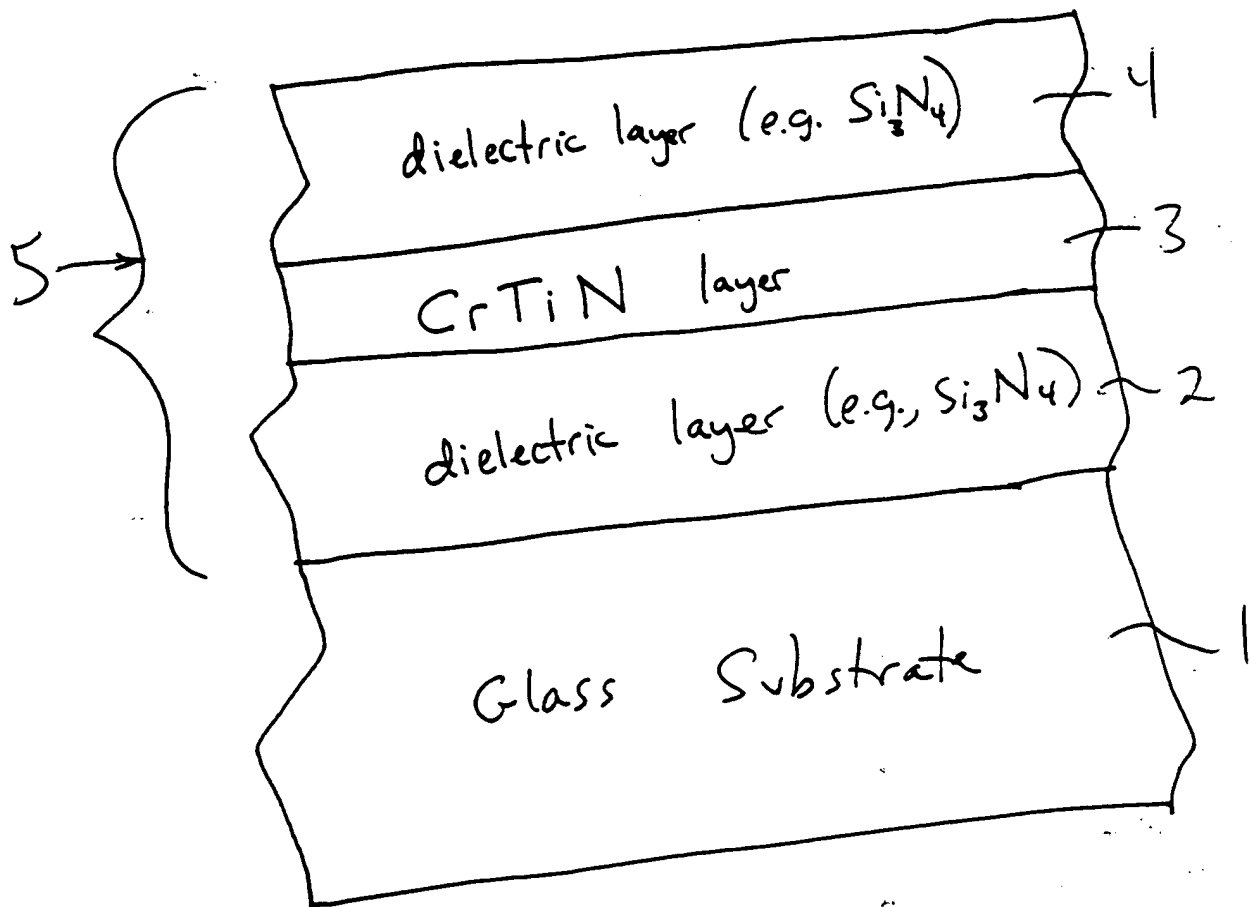 dielectric layer (e.g. Si3N4) 4
5
CrTiN layer 3
dielectric layer (e.g., Si3N4) 2
Glass Substrate 1